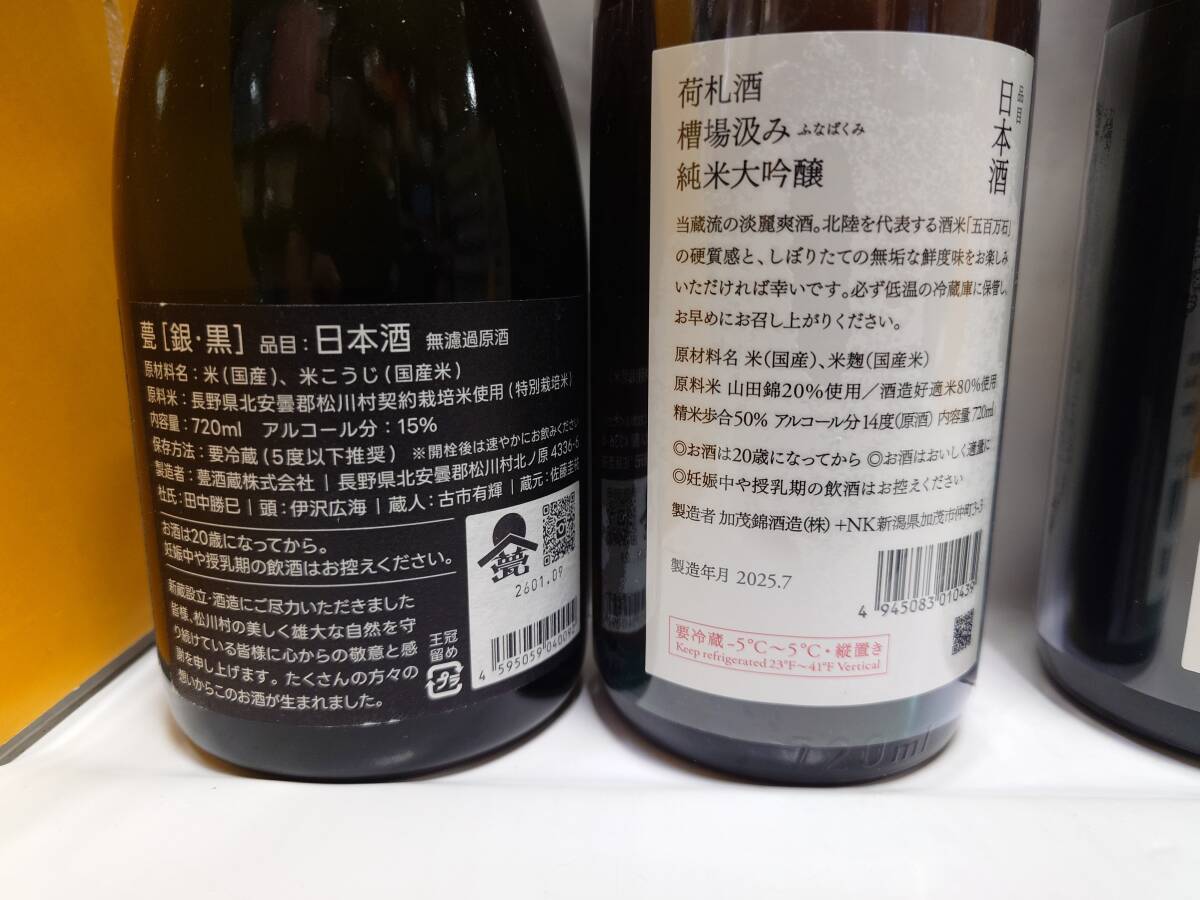 甍[銀・黒] 品目：日本酒 無濾過原酒
原材料名：米(国産)、米こうじ(国産米)
原料米：長野県北安曇郡松川村契約栽培米使用(特別栽培米)
内容量：720ml アルコール分：15%
保存方法：要冷蔵(5度以下推奨) ※開栓後は速やかにお飲みください
製造者：甍酒蔵株式会社 | 長野県北安曇郡松川村北ノ原 4336-6
杜氏：田中勝巳 | 頭：伊沢広海 | 蔵人：古市有輝 | 蔵元：佐藤圭祐
お酒は20歳になってから。
妊娠中や授乳期の飲酒はお控えください。
新蔵設立・酒造にご尽力いただきました
皆様、松川村の美しく雄大な自然を守
り続けている皆様に心からの敬意と感
謝を申し上げます。たくさんの方々の
想いからこのお酒が生まれました。
王冠
留め
甍
2601.09
4 595059 04009
荷札酒
槽場汲み ふなばくみ
純米大吟醸
日本酒
当蔵流の淡麗爽酒。北陸を代表する酒米「五百万石」
の硬質感と、しぼりたての無垢な鮮度味をお楽しみ
いただければ幸いです。必ず低温の冷蔵庫に保管し、
お早めにお召し上がりください。
原材料名 米(国産)、米麹(国産米)
原料米 山田錦20%使用／酒造好適米80%使用
精米歩合50% アルコール分14度(原酒) 内容量720ml
◎お酒は20歳になってから ◎お酒はおいしく適量に
◎妊娠中や授乳期の飲酒はお控えください
製造者 加茂錦酒造(株) +NK新潟県加茂市仲町3-3
製造年月 2025.7
4 945083 010439
要冷蔵 -5℃〜5℃・縦置き
Keep refrigerated 23°F〜41°F Vertical
720ml